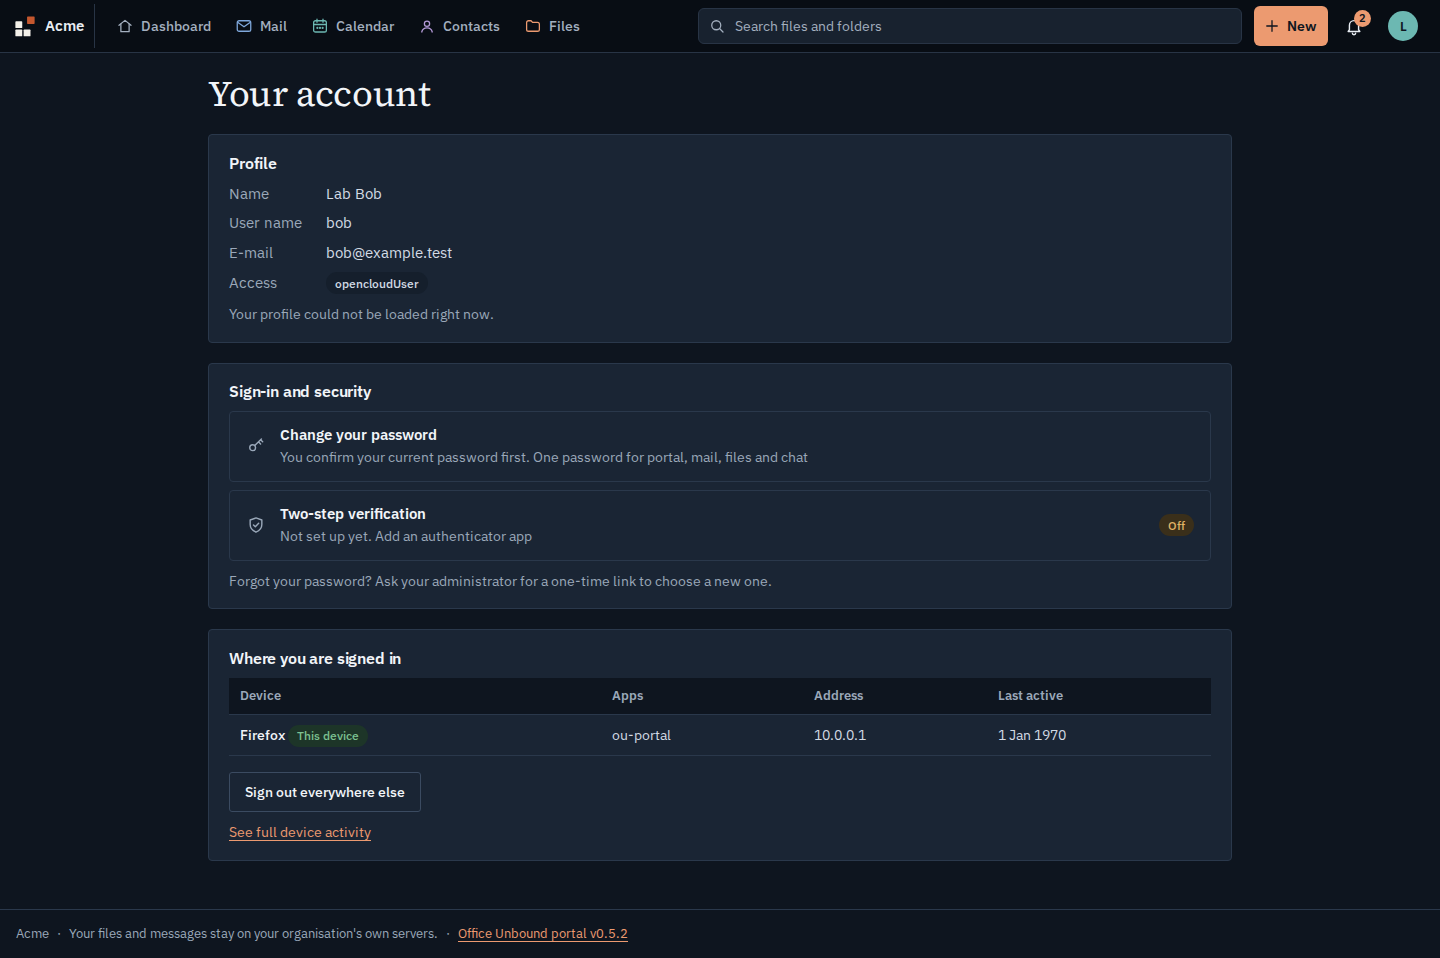 Acme
Dashboard
Mail
Calendar
Contacts
Files
Search files and folders
New
2
L
Your account
Profile
Name Lab Bob
User name bob
E-mail bob@example.test
Access opencloudUser
Your profile could not be loaded right now.
Sign-in and security
Change your password
You confirm your current password first. One password for portal, mail, files and chat
Two-step verification
Not set up yet. Add an authenticator app
Off
Forgot your password? Ask your administrator for a one-time link to choose a new one.
Where you are signed in
Device Apps Address Last active
Firefox This device ou-portal 10.0.0.1 1 Jan 1970
Sign out everywhere else
See full device activity
Acme · Your files and messages stay on your organisation's own servers. · Office Unbound portal v0.5.2